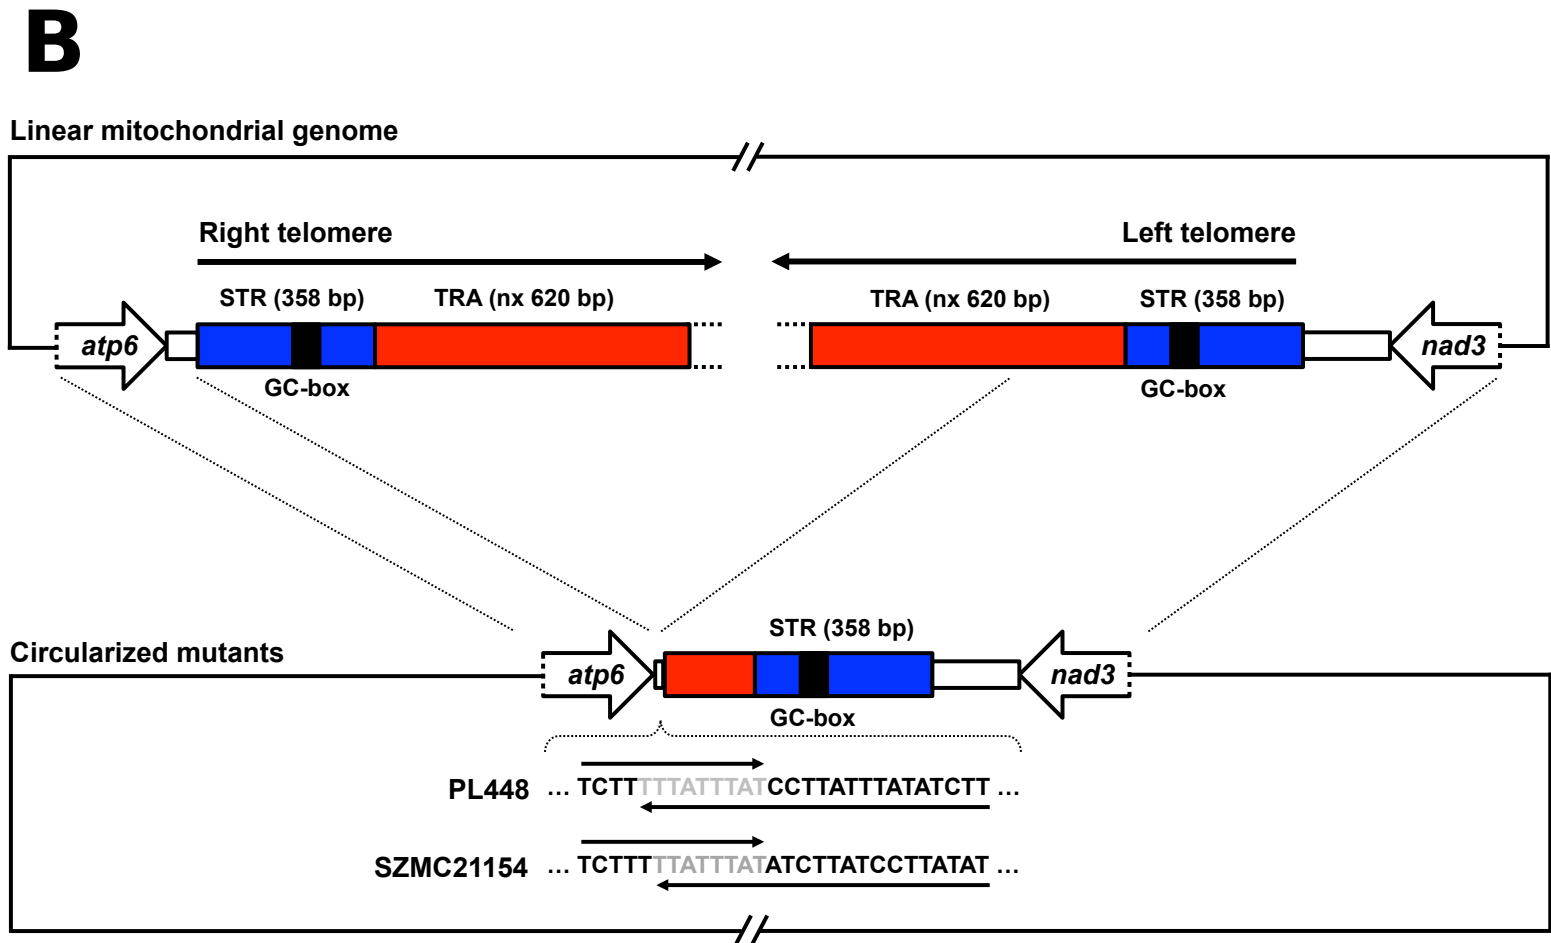 B
Linear mitochondrial genome
Right telomere
Left telomere
STR (358 bp)
TRA (nx 620 bp)
TRA (nx 620 bp)
STR (358 bp)
atp6
nad3
GC-box
GC-box
STR (358 bp)
Circularized mutants
atp6
nad3
GC-box
PL448 ... TCTTTTTATTTATCCTTATTTATATCTT ...
SZMC21154 ... TCTTTTTATTTATATCTTATCCTTATAT ...